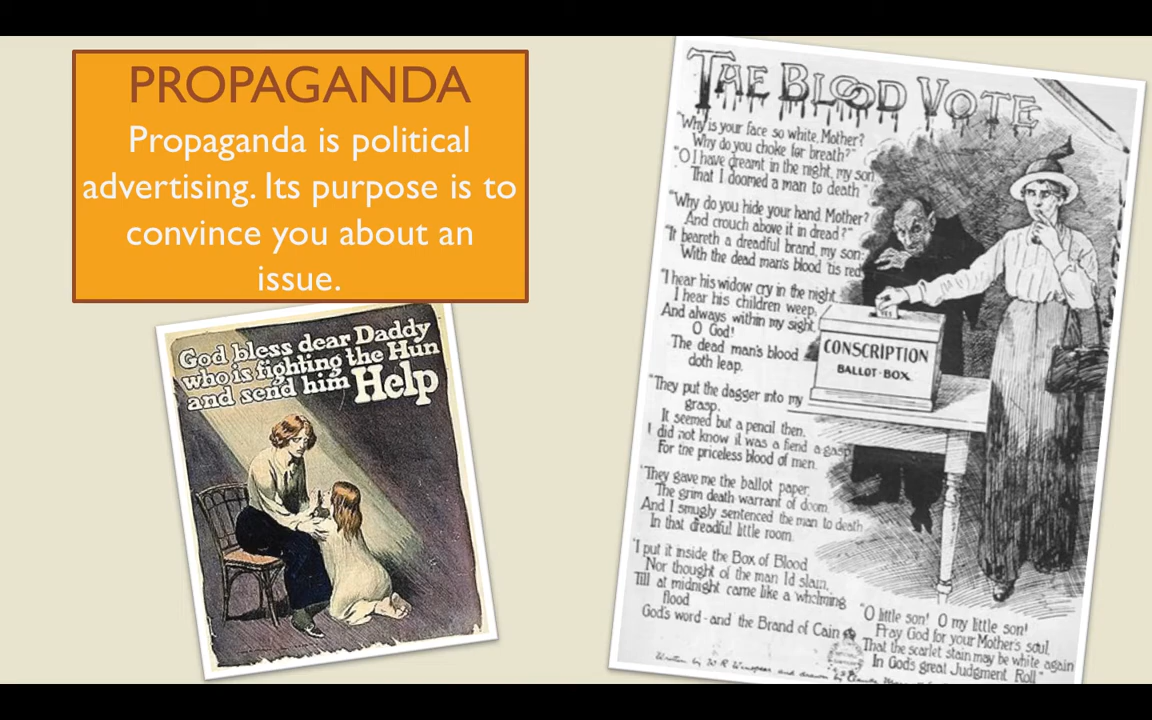 PROPAGANDA
Propaganda is political
advertising. Its purpose is to
convince you about an
issue.
God bless dear Daddy
who is fighting the Hun
and send him Help
THE BLOOD VOTE
"Why is your face so white, Mother?
Why do you choke for breath?"
"O I have dreamt in the night, my son,
That I doomed a man to death."
"Why do you hide your hand, Mother?
And crouch above it in dread?"
"It beareth a dreadful brand, my son;
With the dead man's blood 'tis red.
"I hear his widow cry in the night,
I hear his children weep;
And always within my sight,
O God!
The dead man's blood
doth leap.
"They put the dagger into my
grasp.
It seemed but a pencil then.
I did not know it was a fiend a-gasp
For the priceless blood of men.
"They gave me the ballot paper,
The grim death warrant of doom,
And I smugly sentenced the man to death
In that dreadful little room.
"I put it inside the Box of Blood
Nor thought of the man I'd slain,
Till at midnight came like a whelming
flood
God's word - and the Brand of Cain
"O little son! O my little son!
Pray God for your Mother's soul,
That the scarlet stain may be white again
In God's great Judgment Roll"
YES
CONSCRIPTION
BALLOT-BOX
Written by W R Winspear and drawn by Claude